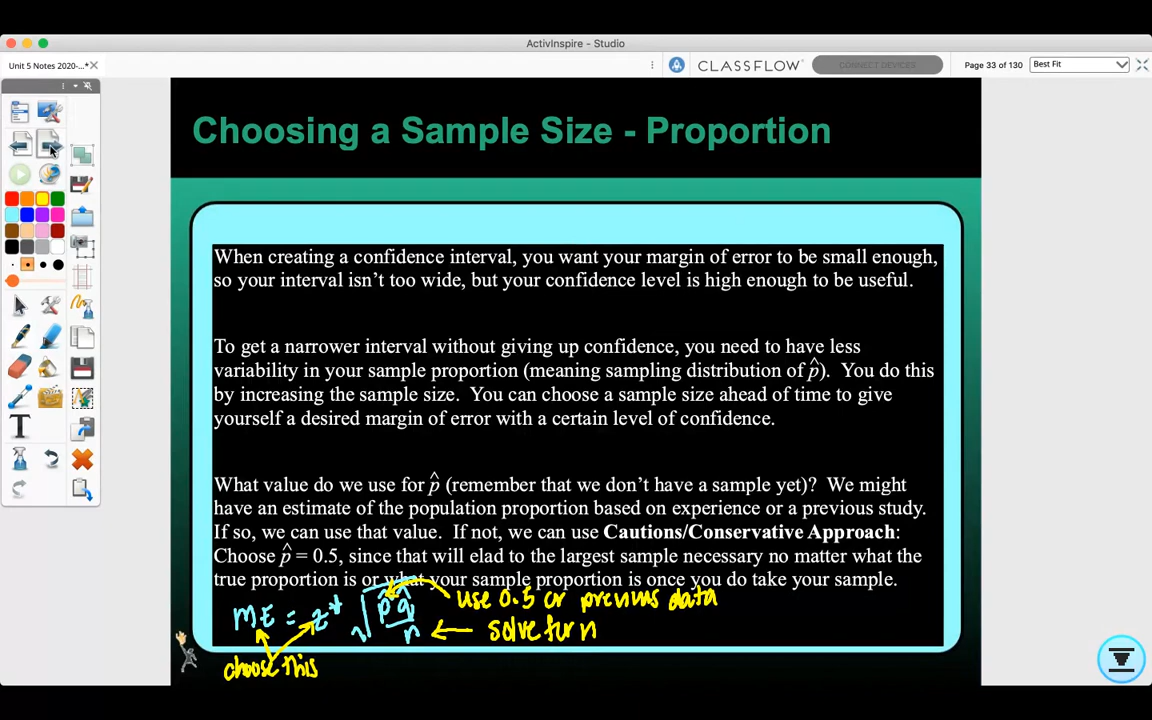 ActivInspire - Studio
Unit 5 Notes 2020-...*
CLASSFLOW
CONNECT DEVICES
Page 33 of 130
Best Fit
Choosing a Sample Size - Proportion
When creating a confidence interval, you want your margin of error to be small enough,
so your interval isn't too wide, but your confidence level is high enough to be useful.
To get a narrower interval without giving up confidence, you need to have less
variability in your sample proportion (meaning sampling distribution of p̂). You do this
by increasing the sample size. You can choose a sample size ahead of time to give
yourself a desired margin of error with a certain level of confidence.
What value do we use for p̂ (remember that we don't have a sample yet)? We might
have an estimate of the population proportion based on experience or a previous study.
If so, we can use that value. If not, we can use Cautions/Conservative Approach:
Choose p̂ = 0.5, since that will elad to the largest sample necessary no matter what the
true proportion is or what your sample proportion is once you do take your sample.
ME = z* √(p̂q̂/n)
use 0.5 or previous data
solve for n
choose this